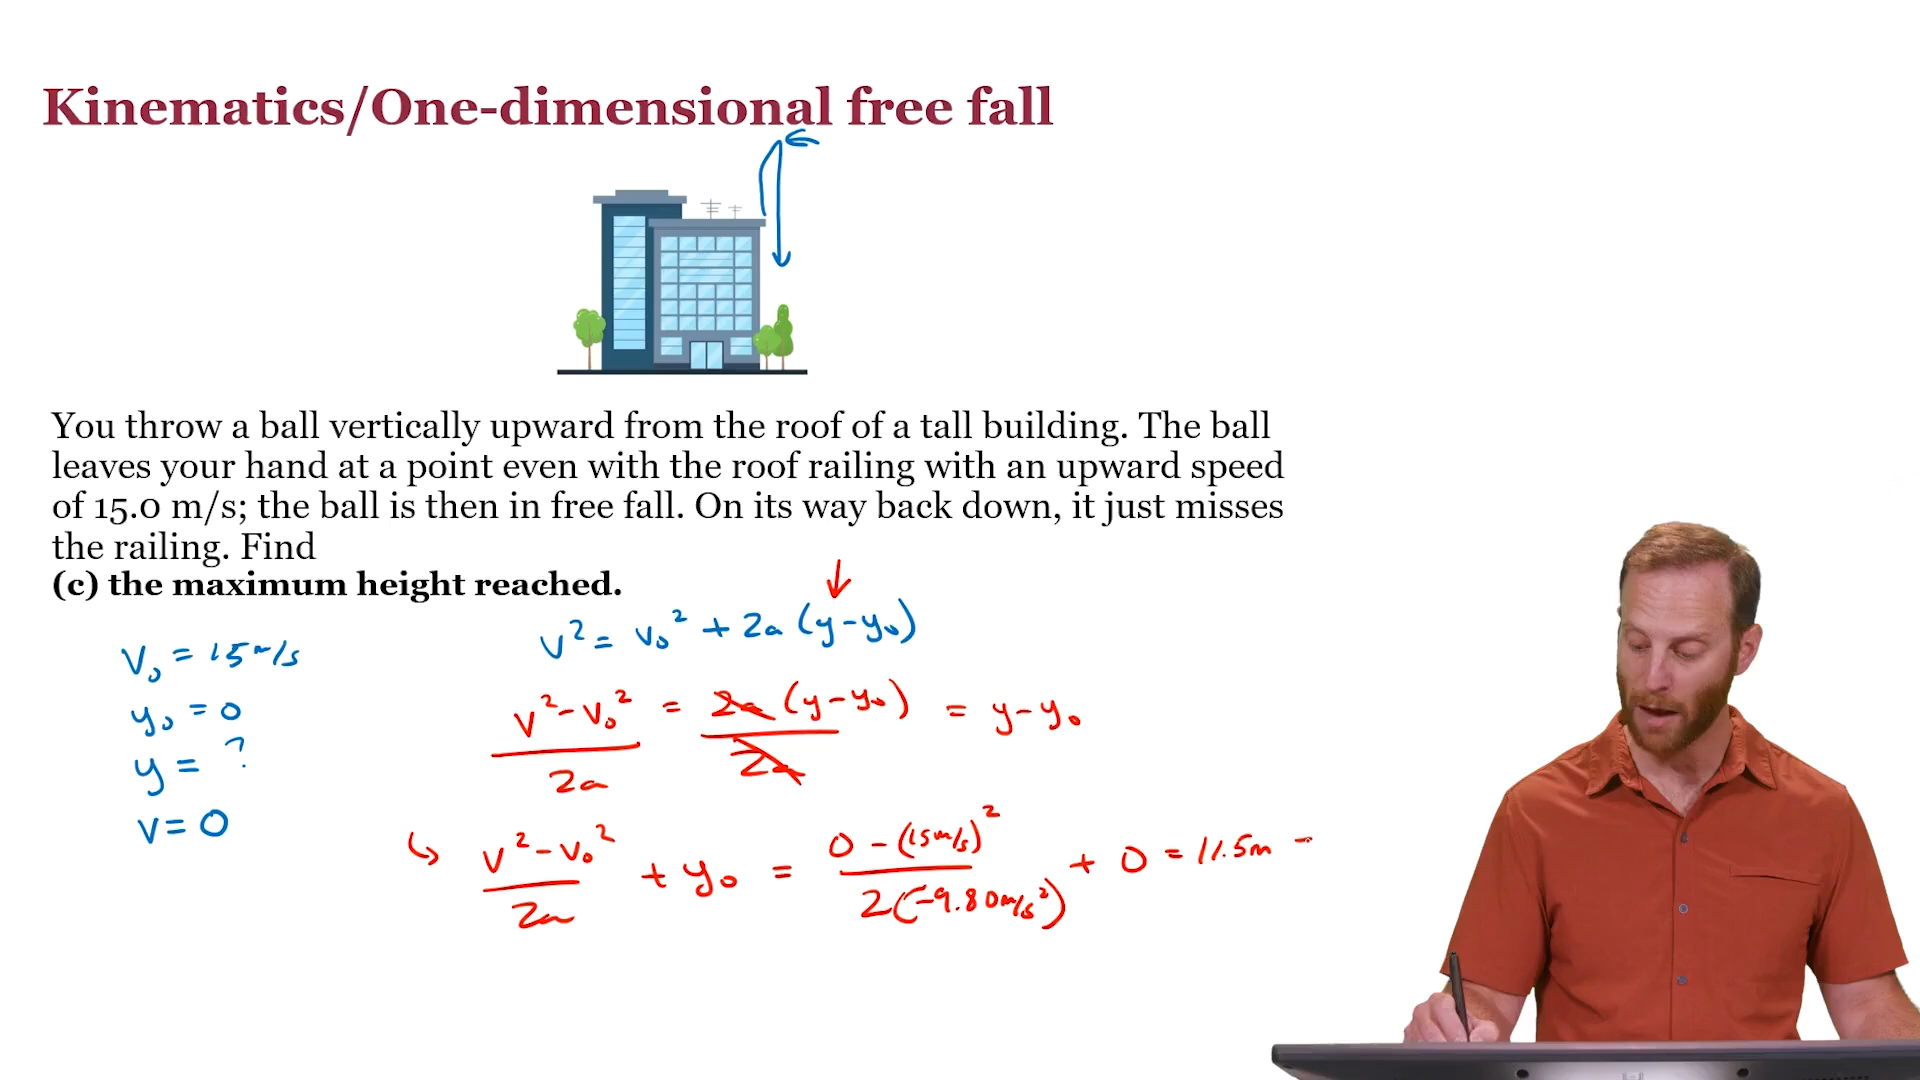 Kinematics/One-dimensional free fall
You throw a ball vertically upward from the roof of a tall building. The ball
leaves your hand at a point even with the roof railing with an upward speed
of 15.0 m/s; the ball is then in free fall. On its way back down, it just misses
the railing. Find
(c) the maximum height reached.
v₀ = 15 m/s
y₀ = 0
y = ?
v = 0
v² = v₀² + 2a (y-y₀)
(v² - v₀²)/2a = 2a (y-y₀)/2a = y-y₀
↳ (v² - v₀²)/2a + y₀ = (0 - (15 m/s)²)/2(-9.80 m/s²) + 0 = 11.5m -